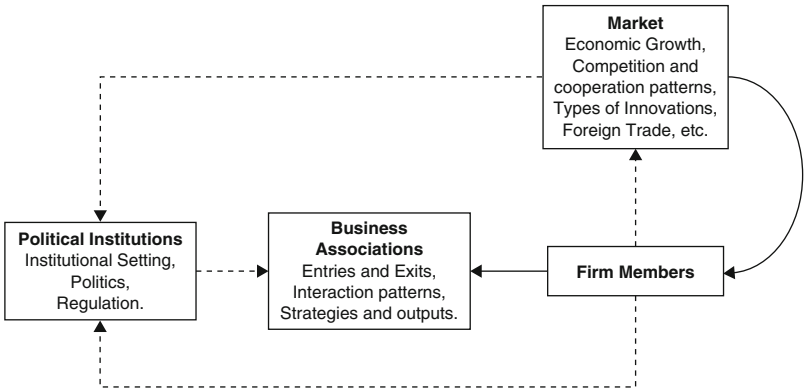 Market
Economic Growth,
Competition and
cooperation patterns,
Types of Innovations,
Foreign Trade, etc.
Political Institutions
Institutional Setting,
Politics,
Regulation.
Business
Associations
Entries and Exits,
Interaction patterns,
Strategies and outputs.
Firm Members